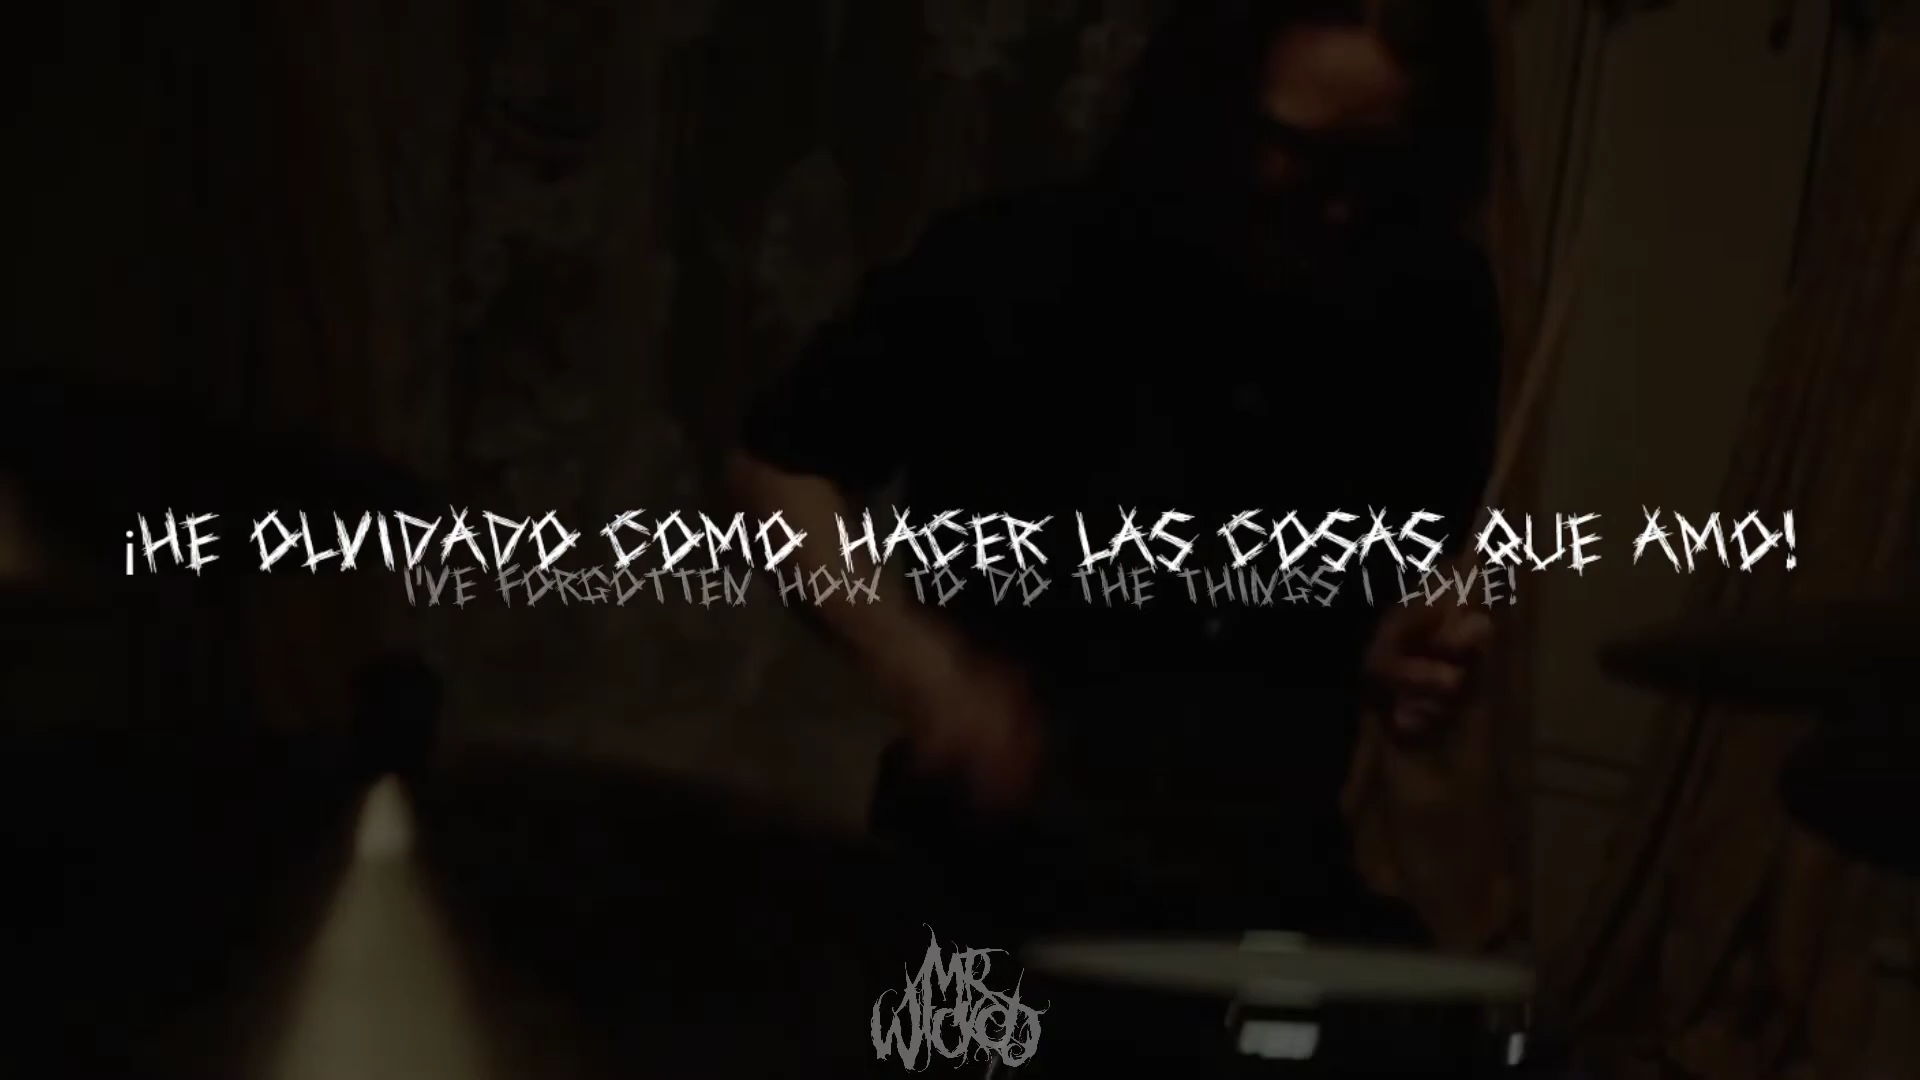 ¡HE OLVIDADO COMO HACER LAS COSAS QUE AMO!
I'VE FORGOTTEN HOW TO DO THE THINGS I LOVE!
MR
WICKED